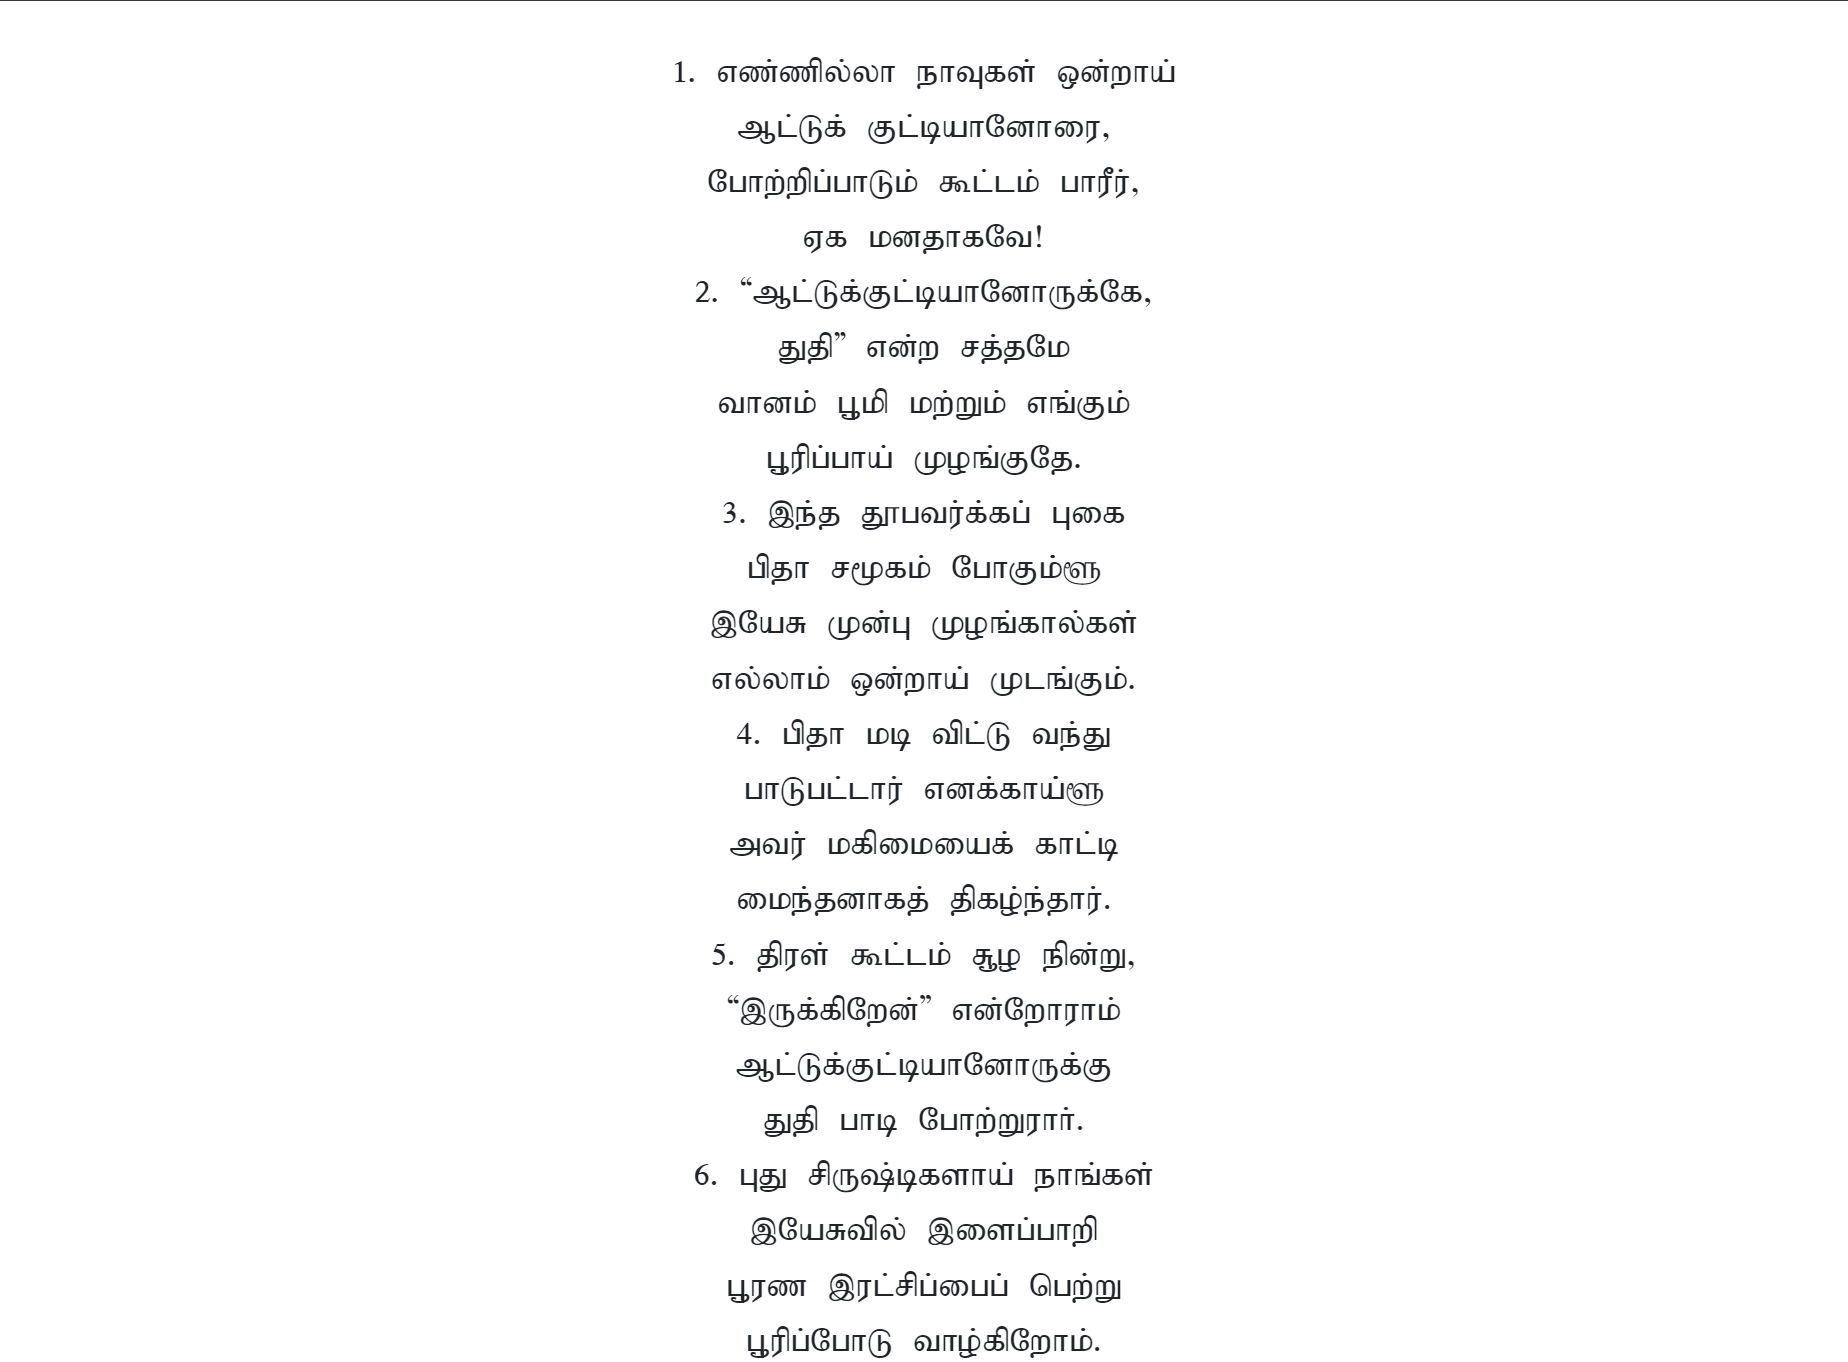 1. எண்ணில்லா நாவுகள் ஒன்றாய்
ஆட்டுக் குட்டியானோரை,
போற்றிப்பாடும் கூட்டம் பாரீர்,
ஏக மனதாகவே!
2. “ஆட்டுக்குட்டியானோருக்கே,
துதி” என்ற சத்தமே
வானம் பூமி மற்றும் எங்கும்
பூரிப்பாய் முழங்குதே.
3. இந்த தூபவர்க்கப் புகை
பிதா சமூகம் போகும்ளூ
இயேசு முன்பு முழங்கால்கள்
எல்லாம் ஒன்றாய் முடங்கும்.
4. பிதா மடி விட்டு வந்து
பாடுபட்டார் எனக்காய்ளூ
அவர் மகிமையைக் காட்டி
மைந்தனாகத் திகழ்ந்தார்.
5. திரள் கூட்டம் சூழ நின்று,
“இருக்கிறேன்” என்றோராம்
ஆட்டுக்குட்டியானோருக்கு
துதி பாடி போற்றுரார்.
6. புது சிருஷ்டிகளாய் நாங்கள்
இயேசுவில் இளைப்பாறி
பூரண இரட்சிப்பைப் பெற்று
பூரிப்போடு வாழ்கிறோம்.